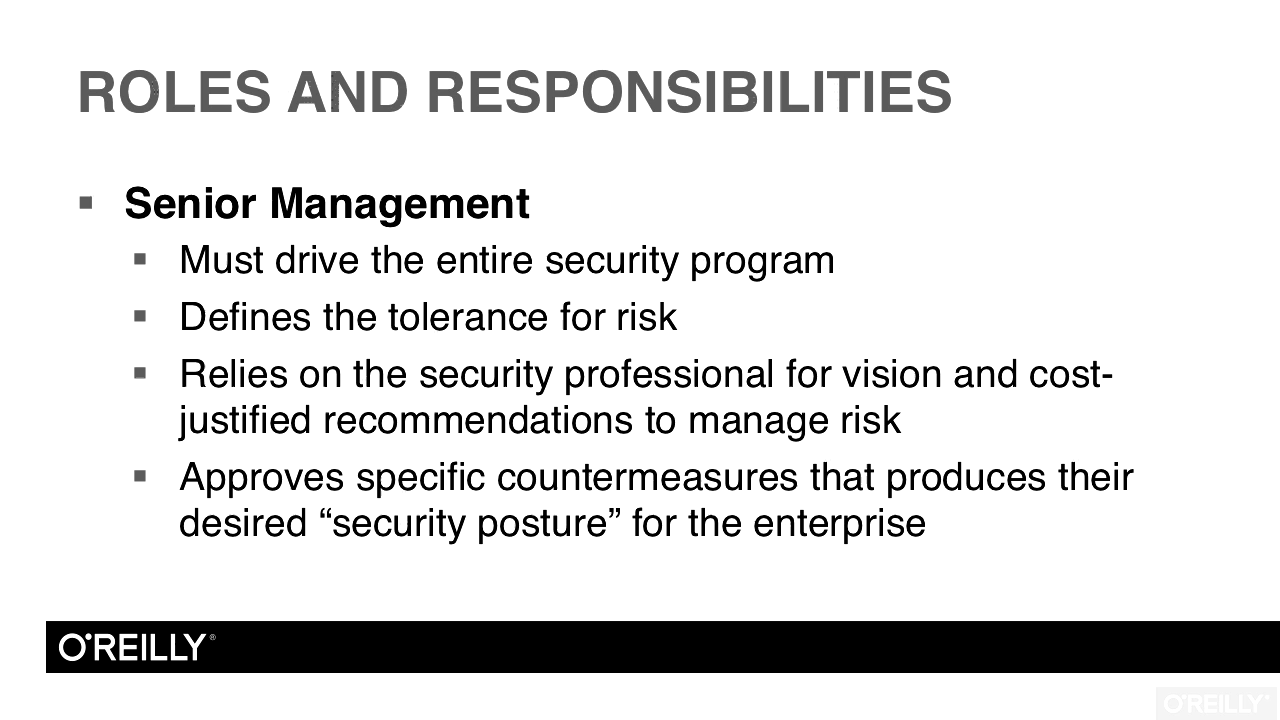 ROLES AND RESPONSIBILITIES
▪ Senior Management
▪ Must drive the entire security program
▪ Defines the tolerance for risk
▪ Relies on the security professional for vision and cost-
justified recommendations to manage risk
▪ Approves specific countermeasures that produces their
desired “security posture” for the enterprise
O'REILLY®
O'REILLY®